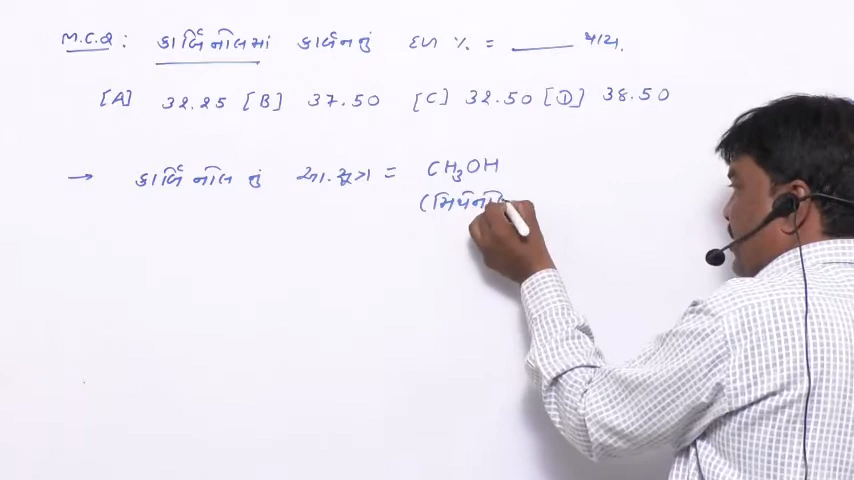 M.C.Q : કાર્બિનોલમાં કાર્બનનું દળ % = ______ થાય.
[A] 32.25 [B] 37.50 [C] 32.50 [D] 38.50
→ કાર્બિનોલ નું આ.સૂત્ર = CH₃OH